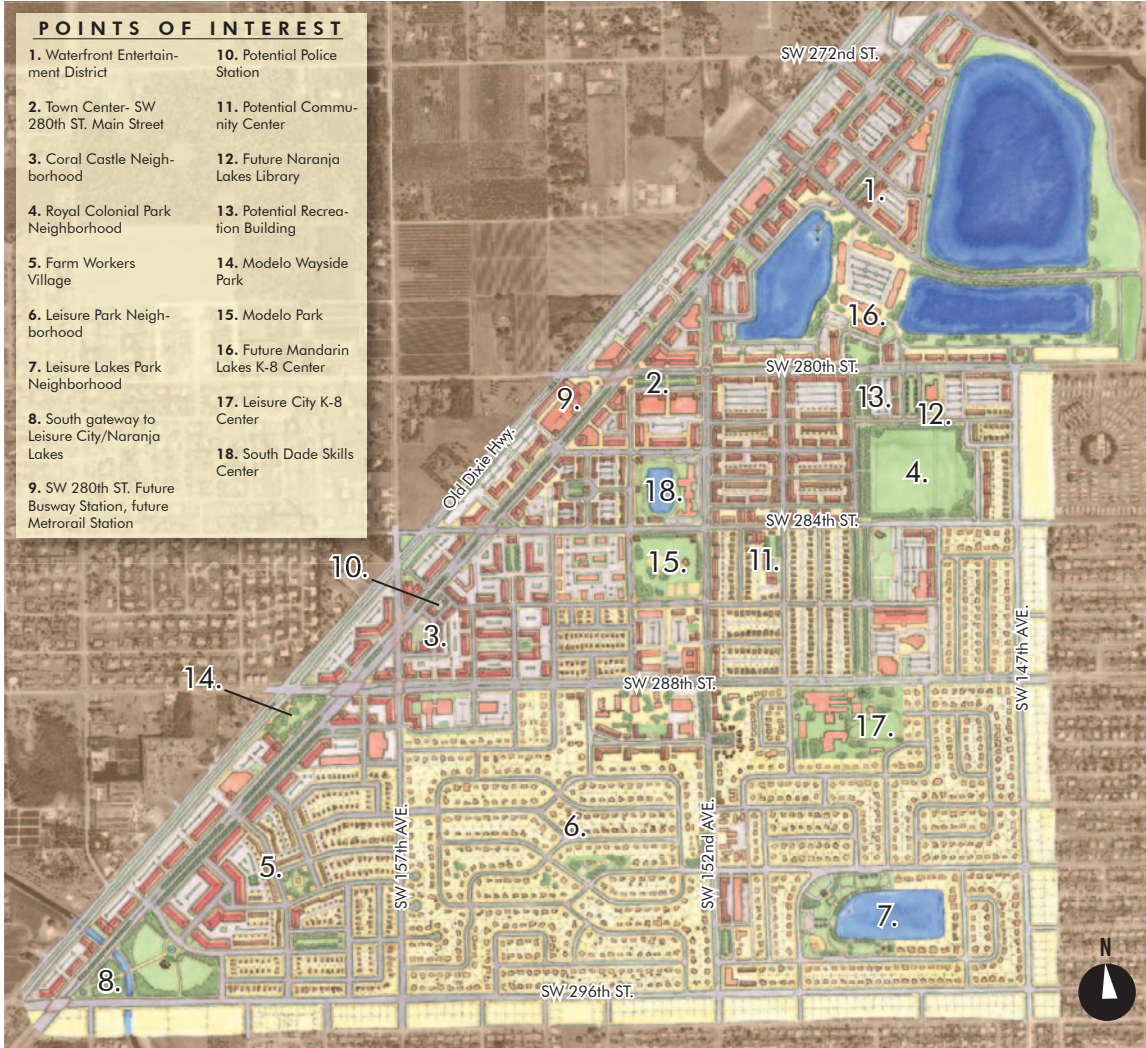 POINTS OF INTEREST
1. Waterfront Entertain-
ment District
2. Town Center- SW
280th ST. Main Street
3. Coral Castle Neigh-
borhood
4. Royal Colonial Park
Neighborhood
5. Farm Workers
Village
6. Leisure Park Neigh-
borhood
7. Leisure Lakes Park
Neighborhood
8. South gateway to
Leisure City/Naranja
Lakes
9. SW 280th ST. Future
Busway Station, future
Metrorail Station
10. Potential Police
Station
11. Potential Commu-
nity Center
12. Future Naranja
Lakes Library
13. Potential Recrea-
tion Building
14. Modelo Wayside
Park
15. Modelo Park
16. Future Mandarin
Lakes K-8 Center
17. Leisure City K-8
Center
18. South Dade Skills
Center
SW 272nd ST.
1.
16.
SW 280th ST.
2.
9.
13.
12.
Old Dixie Hwy.
4.
18.
SW 284th ST.
10.
15.
11.
3.
SW 147th AVE.
14.
SW 288th ST.
17.
6.
SW 157th AVE.
SW 152nd AVE.
5.
7.
8.
SW 296th ST.
N